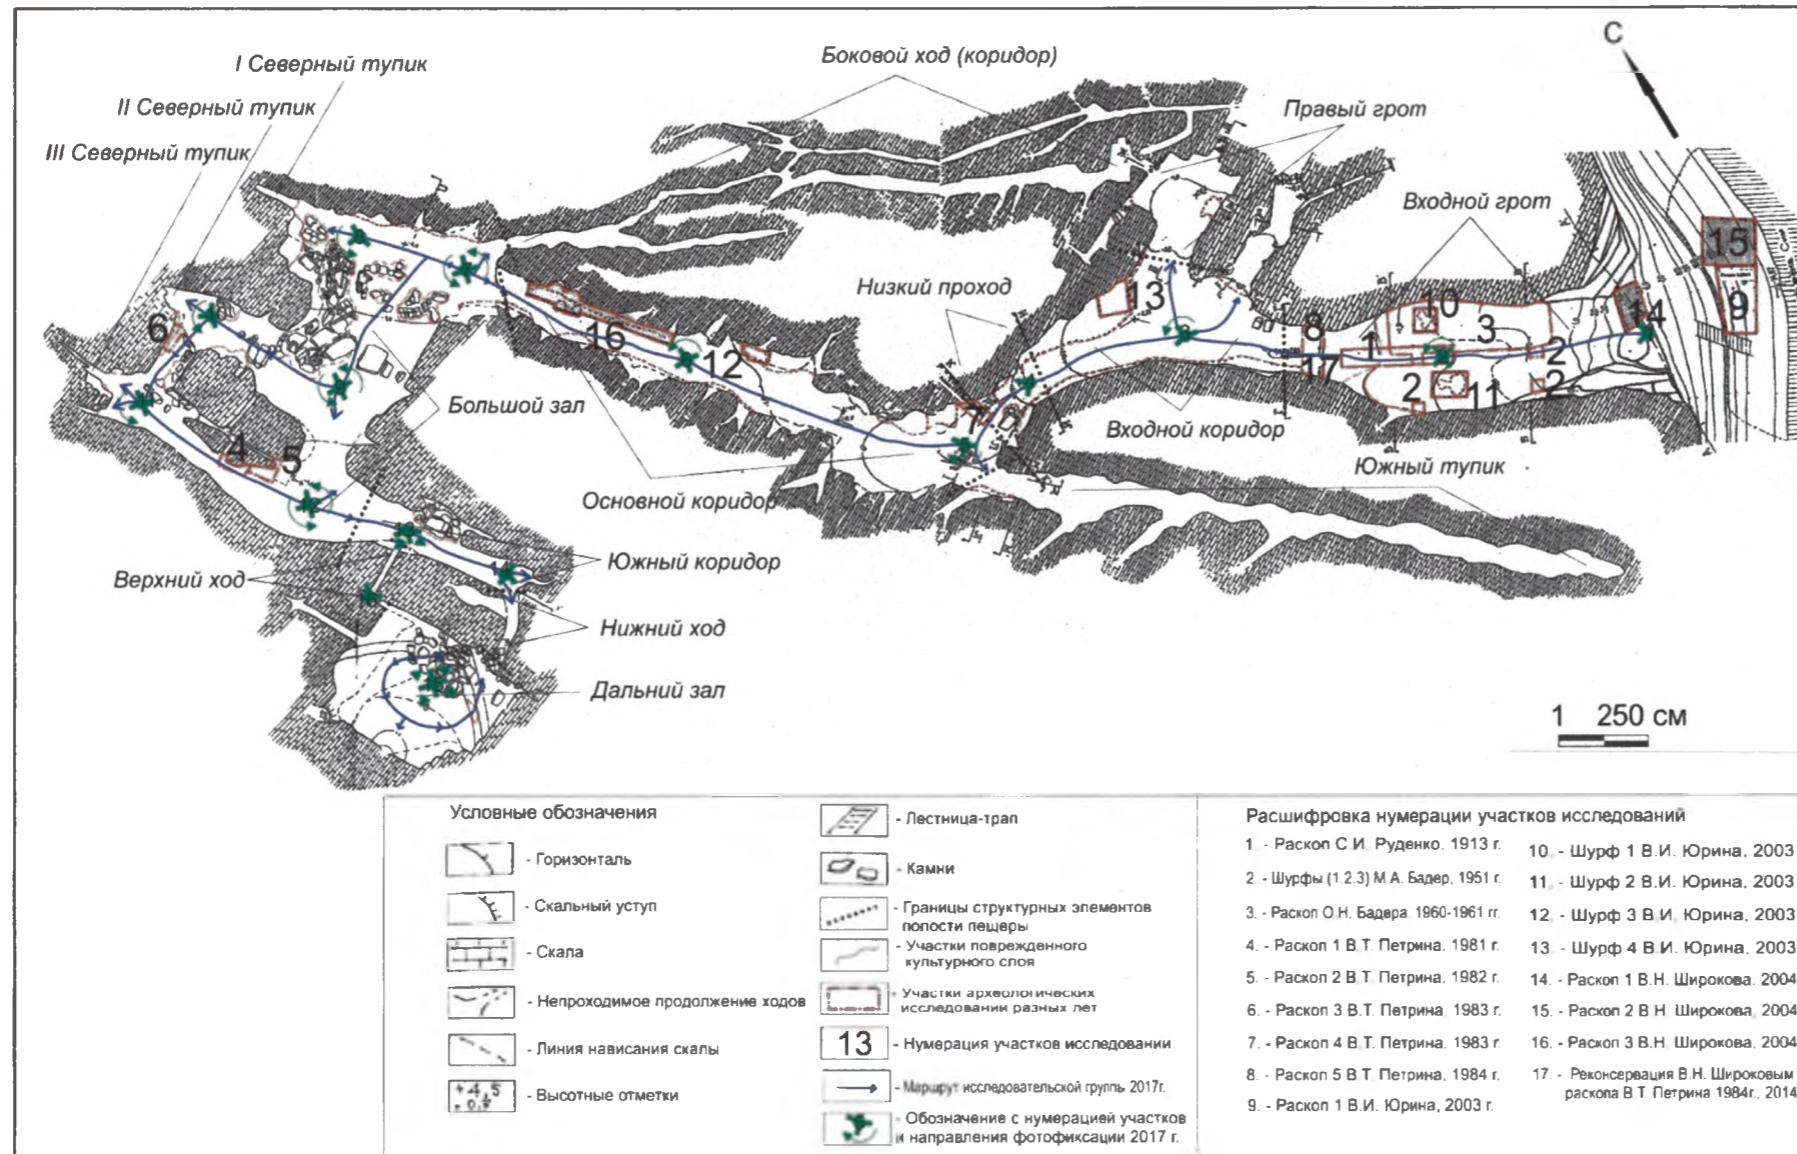 С
I Северный тупик
II Северный тупик
III Северный тупик
Боковой ход (коридор)
Правый грот
Входной грот
Низкий проход
Большой зал
Входной коридор
Южный тупик
Основной коридор
Южный коридор
Верхний ход
Нижний ход
Дальний зал
15
9
14
13
8
10
3
1
2
17
2
11
2
16
12
7
6
4
5
1 250 см
Условные обозначения
- Горизонталь
- Скальный уступ
- Скала
- Непроходимое продолжение ходов
- Линия нависания скалы
- Высотные отметки
- Лестница-трап
- Камни
- Границы структурных элементов
полости пещеры
- Участки поврежденного
культурного слоя
- Участки археологических
исследовании разных лет
13 - Нумерация участков исследовании
- Маршрут исследовательской группь 2017г.
- Обозначение с нумерацией участков
и направления фотофиксации 2017 г.
Расшифровка нумерации участков исследований
1. - Раскоп С.И. Руденко. 1913 г.
2. - Шурфы (1.2.3) М.А. Бадер, 1951 г.
3. - Раскоп О.Н. Бадера. 1960-1961 гг.
4. - Раскоп 1 В.Т. Петрина. 1981 г.
5. - Раскоп 2 В.Т. Петрина, 1982 г.
6. - Раскоп 3 В.Т. Петрина. 1983 г.
7. - Раскоп 4 В.Т. Петрина. 1983 г.
8. - Раскоп 5 В.Т. Петрина, 1984 г.
9. - Раскоп 1 В.И. Юрина, 2003 г.
10. - Шурф 1 В.И. Юрина, 2003
11. - Шурф 2 В.И. Юрина, 2003
12. - Шурф 3 В.И. Юрина, 2003
13. - Шурф 4 В.И. Юрина, 2003
14. - Раскоп 1 В.Н. Широкова. 2004
15. - Раскоп 2 В.Н. Широкова, 2004
16. - Раскоп 3 В.Н. Широкова. 2004
17. - Реконсервация В.Н. Широковым
раскопа В.Т. Петрина 1984г., 2014